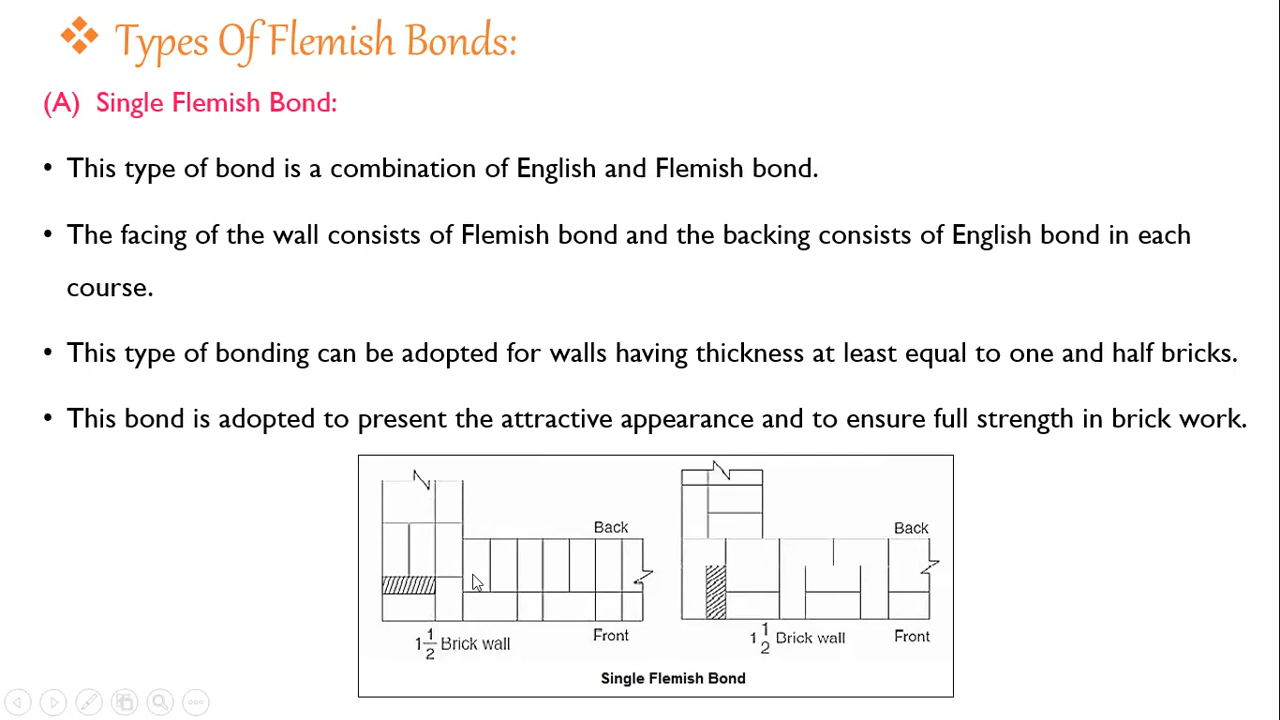 Types Of Flemish Bonds:
(A) Single Flemish Bond:
• This type of bond is a combination of English and Flemish bond.
• The facing of the wall consists of Flemish bond and the backing consists of English bond in each
course.
• This type of bonding can be adopted for walls having thickness at least equal to one and half bricks.
• This bond is adopted to present the attractive appearance and to ensure full strength in brick work.
Back
Front
1 1/2 Brick wall
Back
Front
1 1/2 Brick wall
Single Flemish Bond